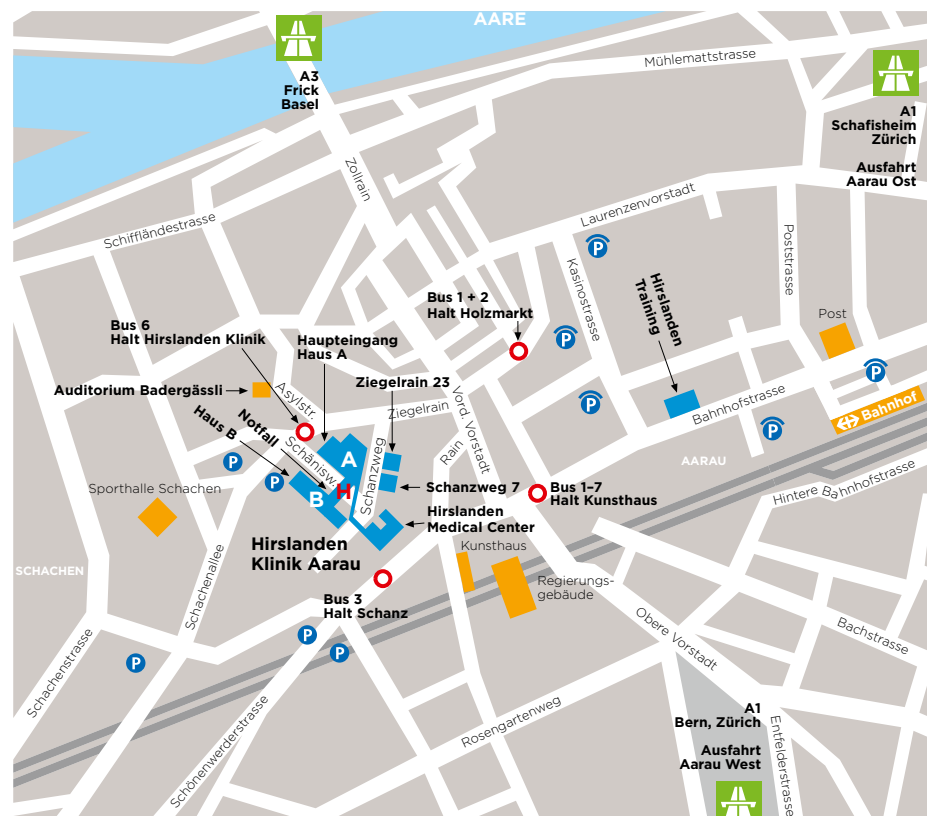 AARE
A3
Frick
Basel
Mühlemattstrasse
A1
Schafisheim
Zürich
Ausfahrt
Aarau Ost
Zollrain
Laurenzenvorstadt
Schiffländestrasse
P
Poststrasse
Kasinostrasse
Hirslanden
Training
Bus 1 + 2
Halt Holzmarkt
Post
Bus 6
Halt Hirslanden Klinik
Haupteingang
Haus A
P
P
Auditorium Badergässli
Asylstr.
Ziegelrain 23
Ziegelrain
Vord. Vorstadt
P
Bahnhofstrasse
Bahnhof
P
Haus B
Notfall
Schänisw.
A
Schanzweg
Rain
AARAU
P
P
Hintere Bahnhofstrasse
Sporthalle Schachen
B
H
Schanzweg 7
Bus 1–7
Halt Kunsthaus
Hirslanden
Medical Center
Hirslanden
Klinik Aarau
Kunsthaus
SCHACHEN
Schachenallee
Regierungs-
gebäude
Bus 3
Halt Schanz
Obere Vorstadt
Bachstrasse
P
P
P
Schachenstrasse
Schönenwerderstrasse
Rosengartenweg
A1
Bern, Zürich
Ausfahrt
Aarau West
Entfelderstrasse